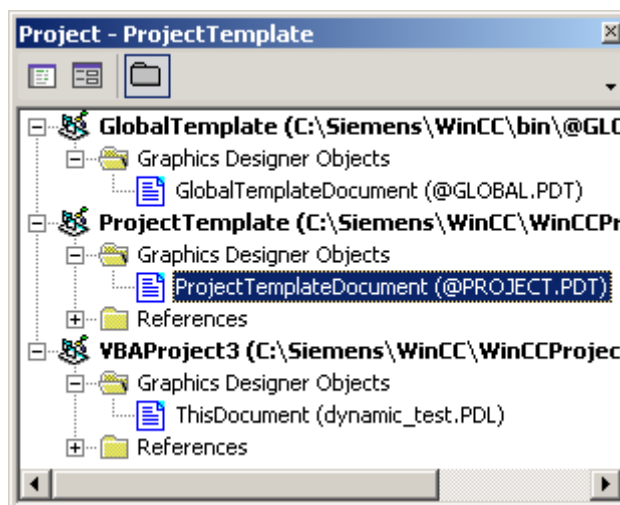 Project - ProjectTemplate
GlobalTemplate (C:\Siemens\WinCC\bin\@GLO
Graphics Designer Objects
GlobalTemplateDocument (@GLOBAL.PDT)
ProjectTemplate (C:\Siemens\WinCC\WinCCPr
Graphics Designer Objects
ProjectTemplateDocument (@PROJECT.PDT)
References
VBAProject3 (C:\Siemens\WinCC\WinCCProjec
Graphics Designer Objects
ThisDocument (dynamic_test.PDL)
References